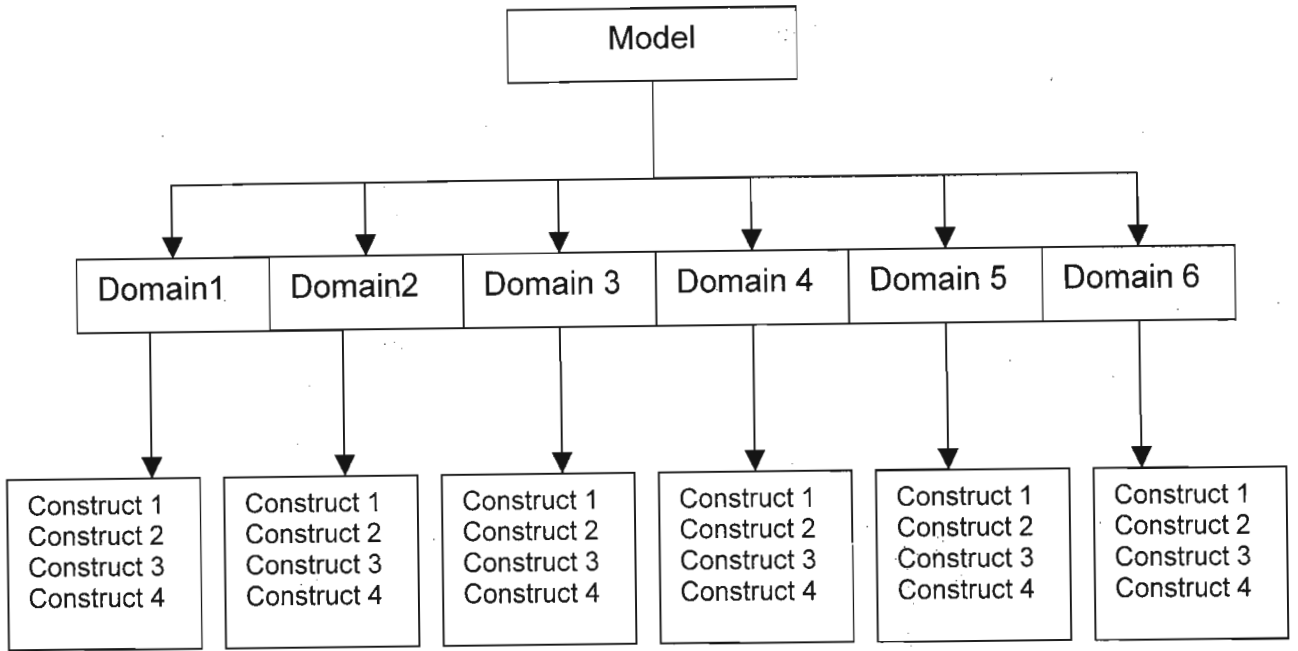 Model
Domain1
Domain2
Domain 3
Domain 4
Domain 5
Domain 6
Construct 1
Construct 2
Construct 3
Construct 4
Construct 1
Construct 2
Construct 3
Construct 4
Construct 1
Construct 2
Construct 3
Construct 4
Construct 1
Construct 2
Construct 3
Construct 4
Construct 1
Construct 2
Construct 3
Construct 4
Construct 1
Construct 2
Construct 3
Construct 4